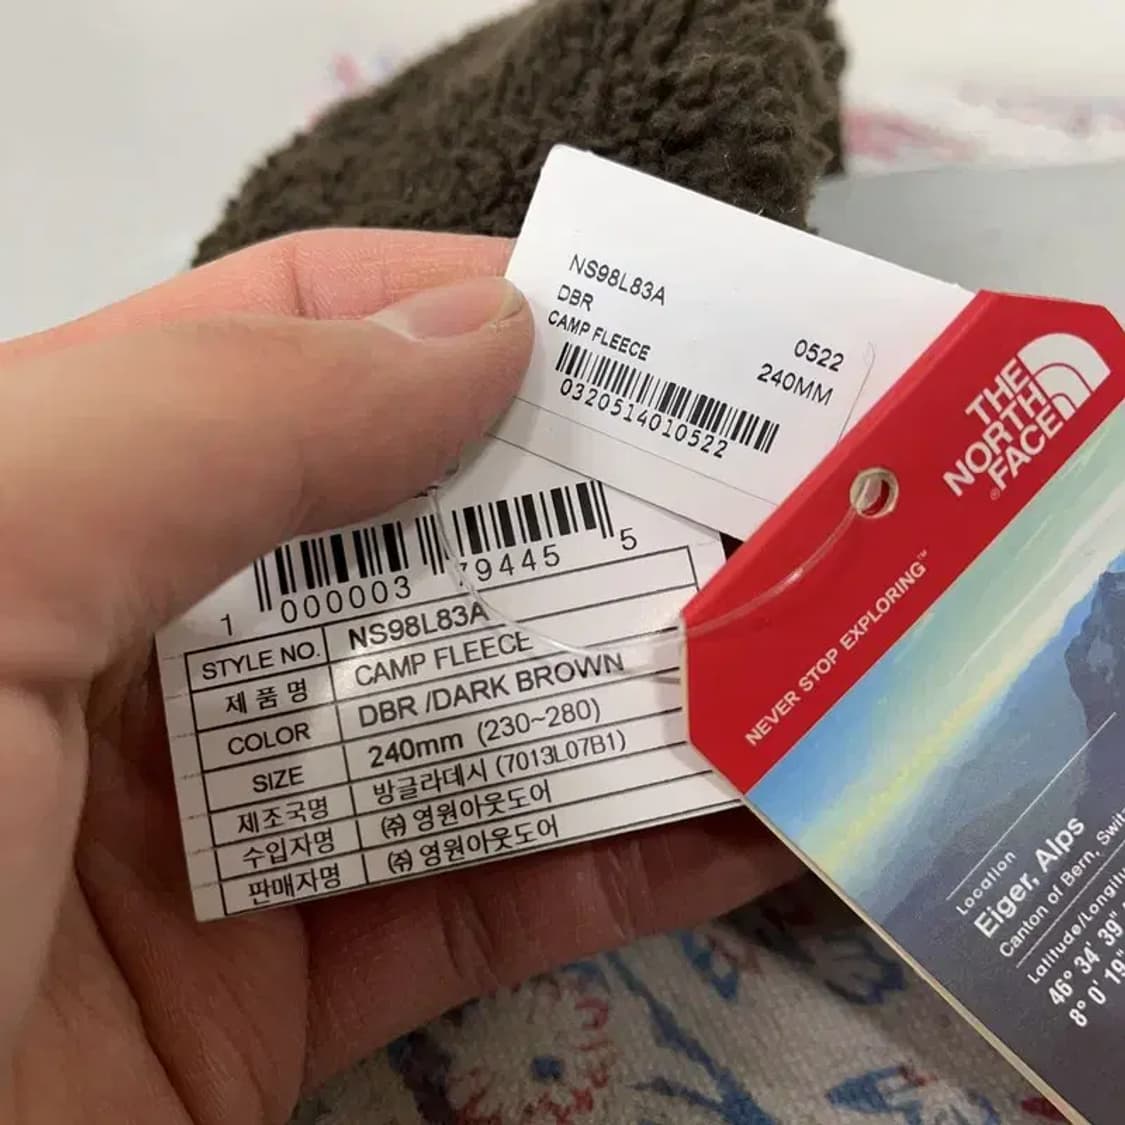 NS98L83A
DBR
CAMP FLEECE
0522
240MM
0320514010522
THE
NORTH
FACE®
NEVER STOP EXPLORING™
1 000003 79445 5
STYLE NO. NS98L83A
제품명 CAMP FLEECE
COLOR DBR /DARK BROWN
SIZE 240mm (230~280)
제조국명 방글라데시 (7013L07B1)
수입자명 ㈜ 영원아웃도어
판매자명 ㈜ 영원아웃도어
Location
Eiger, Alps
Canton of Bern,
Latitude/
46° 34' 39"
8° 0' 19"